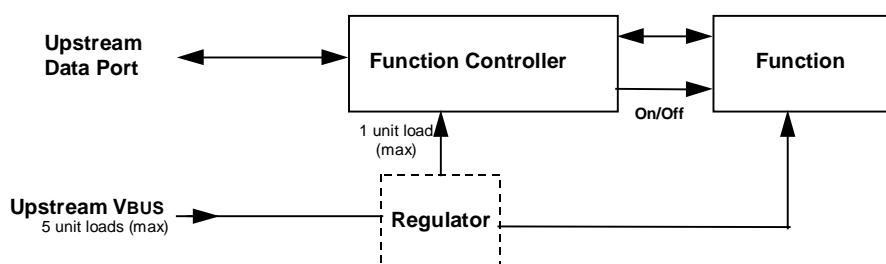 Upstream
Data Port
Function Controller
Function
On/Off
1 unit load
(max)
Upstream VBUS
5 unit loads (max)
Regulator